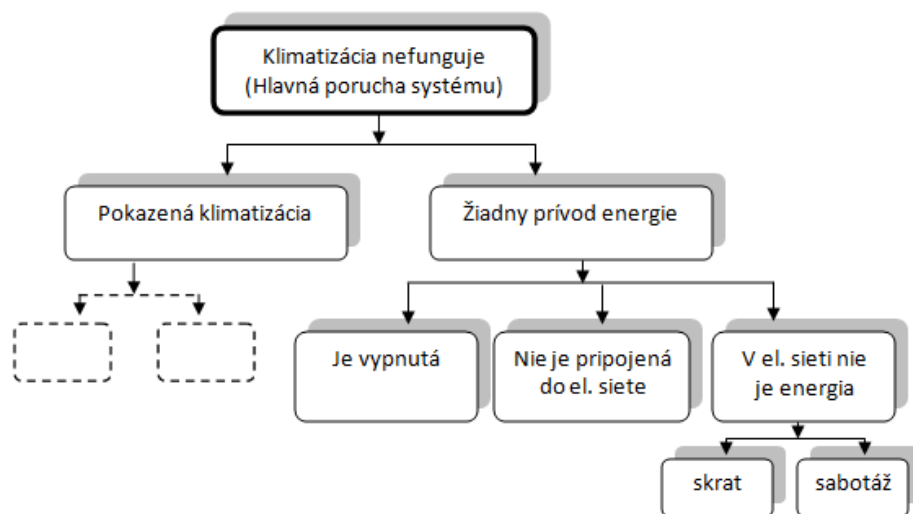 Klimatizácia nefunguje
(Hlavná porucha systému)
Pokazená klimatizácia
Žiadny prívod energie
Je vypnutá
Nie je pripojená
do el. siete
V el. sieti nie
je energia
skrat
sabotáž